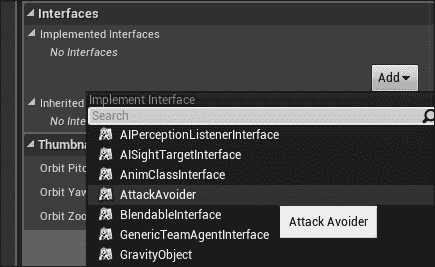 Interfaces
Implemented Interfaces
No Interfaces
Add
Inherited
Implement Interface
No Inte
Search
AIPerceptionListenerInterface
Thumbna
AISightTargetInterface
Orbit Pitc
AnimClassInterface
Orbit Yaw
AttackAvoider
Orbit Zoo
BlendableInterface
Attack Avoider
GenericTeamAgentInterface
GravityObject